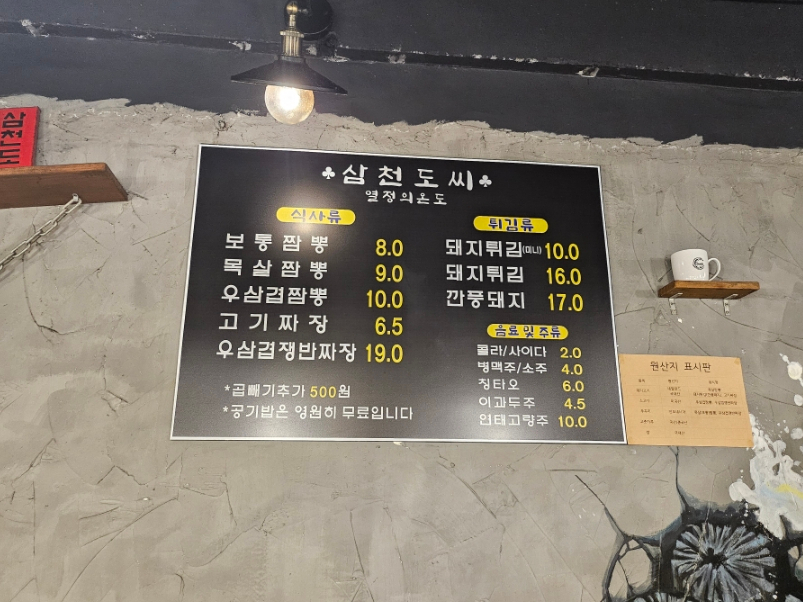 삼천도씨
♣삼천도씨♣
열정의온도
식사류
보통짬뽕 8.0
목살짬뽕 9.0
우삼겹짬뽕 10.0
고기짜장 6.5
우삼겹쟁반짜장 19.0
*곱빼기추가 500원
*공기밥은 영원히 무료입니다
튀김류
돼지튀김(미니) 10.0
돼지튀김 16.0
깐풍돼지 17.0
음료 및 주류
콜라/사이다 2.0
병맥주/소주 4.0
칭타오 6.0
이과두주 4.5
연태고량주 10.0
원산지 표시판